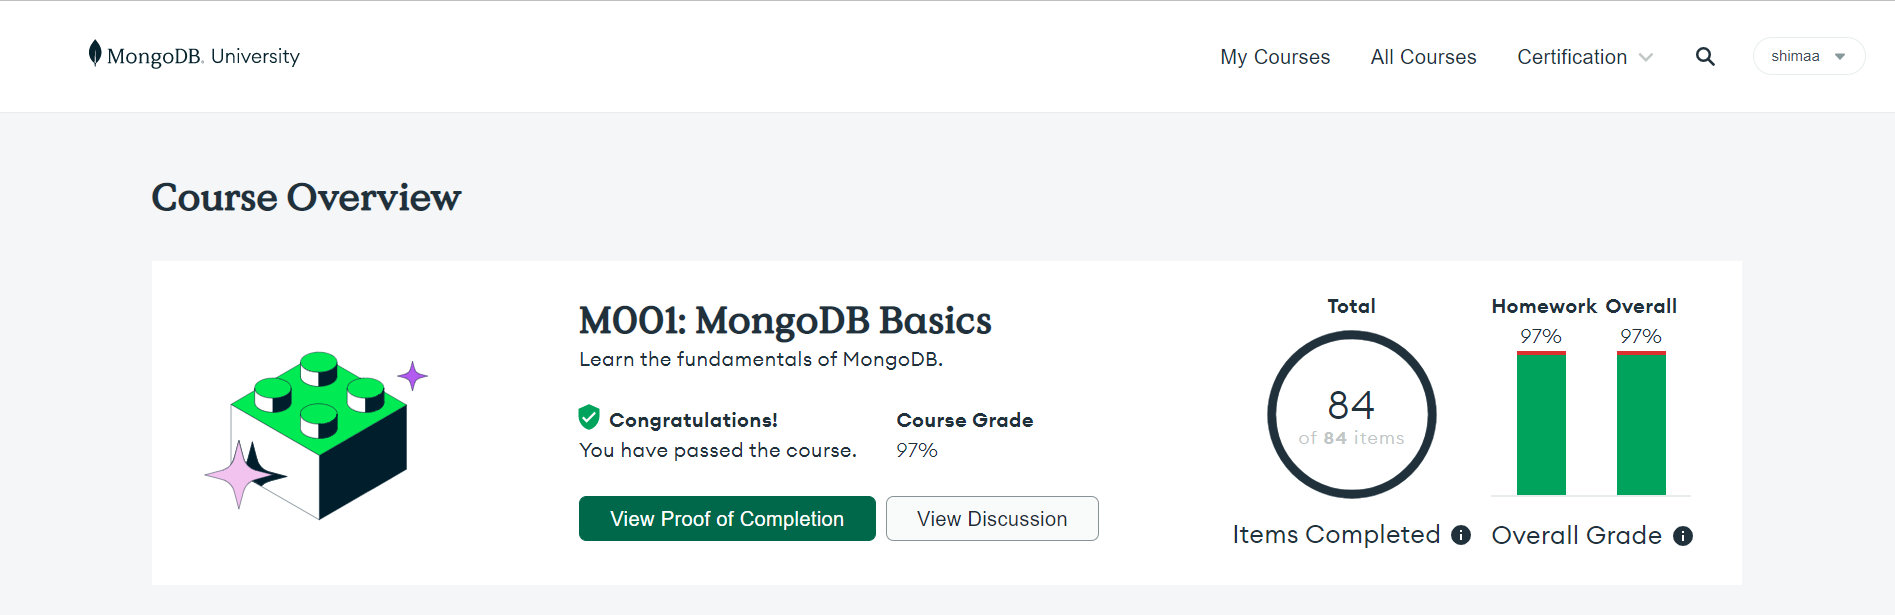 MongoDB. University
My Courses
All Courses
Certification
shimaa
Course Overview
M001: MongoDB Basics
Learn the fundamentals of MongoDB.
Congratulations!
You have passed the course.
Course Grade
97%
View Proof of Completion
View Discussion
Total
84
of 84 items
Items Completed
Homework Overall
97% 97%
Overall Grade